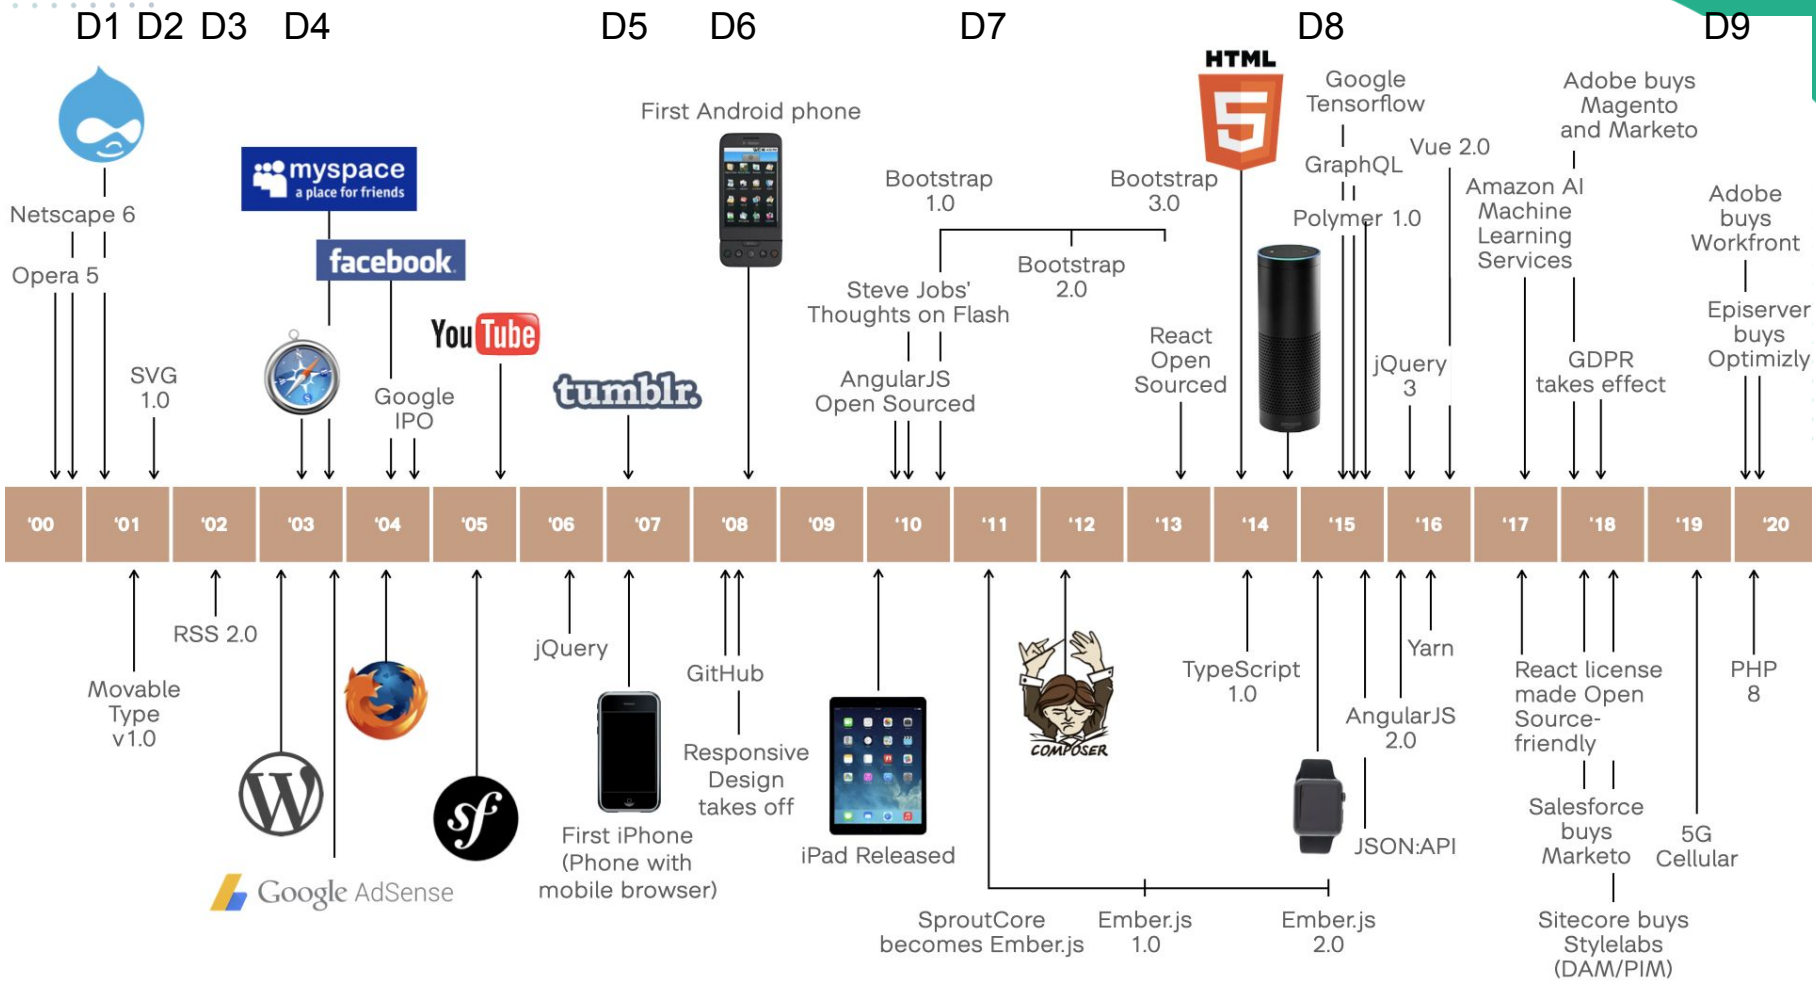 D1 D2 D3 D4 D5 D6 D7 D8 D9
HTML
5
Google
Tensorflow
Adobe buys
Magento
and Marketo
First Android phone
myspace
a place for friends
GraphQL
Vue 2.0
Bootstrap
1.0
Bootstrap
3.0
Amazon AI
Machine
Learning
Services
Netscape 6
Polymer 1.0
Adobe
buys
Workfront
facebook
Opera 5
Bootstrap
2.0
Steve Jobs'
Thoughts on Flash
YouTube
React
Open
Sourced
Episerver
buys
Optimizly
SVG
1.0
tumblr.
Google
IPO
AngularJS
Open Sourced
jQuery
3
GDPR
takes effect
'00 '01 '02 '03 '04 '05 '06 '07 '08 '09 '10 '11 '12 '13 '14 '15 '16 '17 '18 '19 '20
RSS 2.0
jQuery
Yarn
Movable
Type
v1.0
GitHub
TypeScript
1.0
React license
made Open
Source-
friendly
PHP
8
AngularJS
2.0
COMPOSER
W
Responsive
Design
takes off
sf
First iPhone
(Phone with
mobile browser)
iPad Released
JSON:API
Salesforce
buys
Marketo
5G
Cellular
Google AdSense
SproutCore
becomes Ember.js
Ember.js
1.0
Ember.js
2.0
Sitecore buys
Stylelabs
(DAM/PIM)